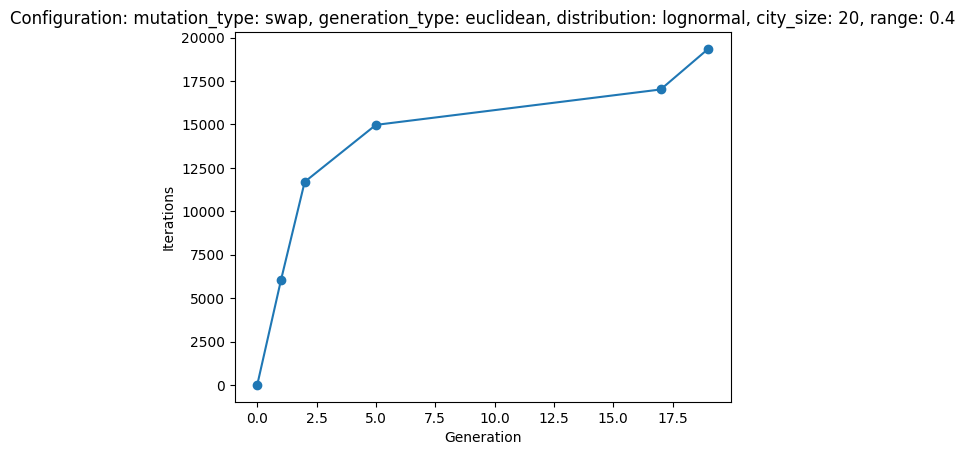 Configuration: mutation_type: swap, generation_type: euclidean, distribution: lognormal, city_size: 20, range: 0.4
20000
17500
15000
12500
10000
7500
5000
2500
0
Iterations
0.0 2.5 5.0 7.5 10.0 12.5 15.0 17.5
Generation